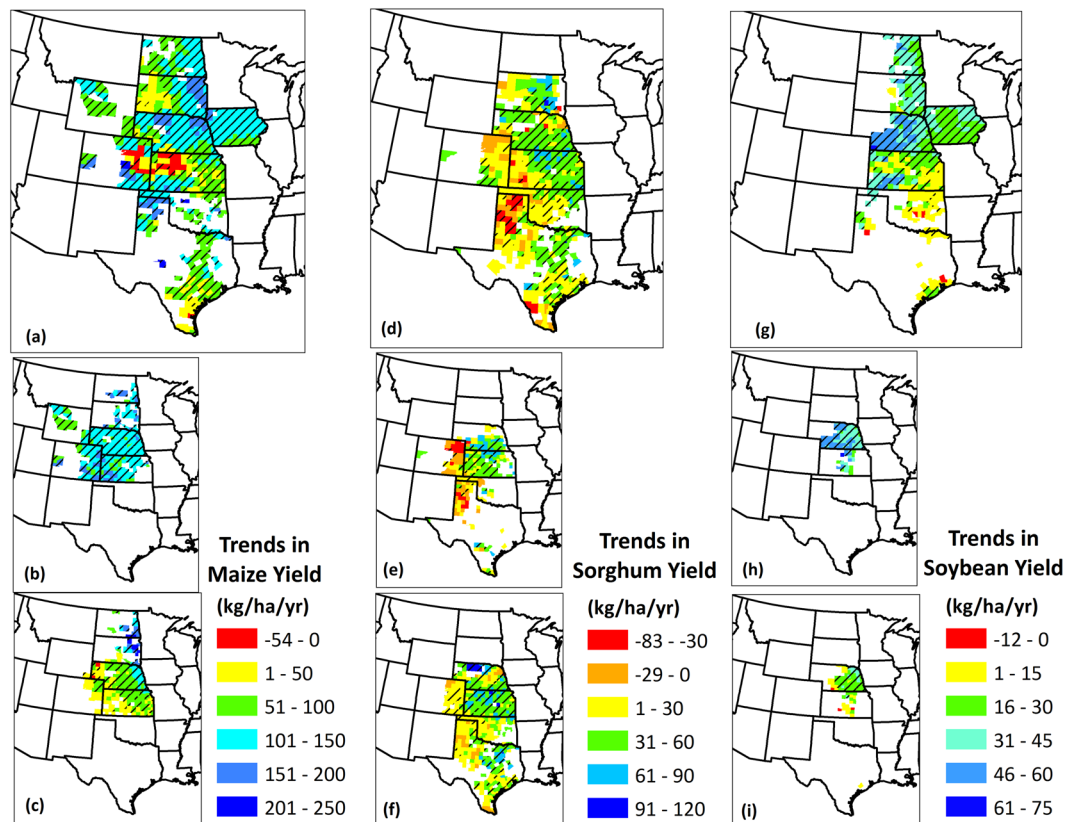 (a)
(d)
(g)
(b)
(e)
(h)
Trends in
Maize Yield
(kg/ha/yr)
-54 - 0
1 - 50
51 - 100
101 - 150
151 - 200
201 - 250
Trends in
Sorghum Yield
(kg/ha/yr)
-83 - -30
-29 - 0
1 - 30
31 - 60
61 - 90
91 - 120
Trends in
Soybean Yield
(kg/ha/yr)
-12 - 0
1 - 15
16 - 30
31 - 45
46 - 60
61 - 75
(c)
(f)
(i)